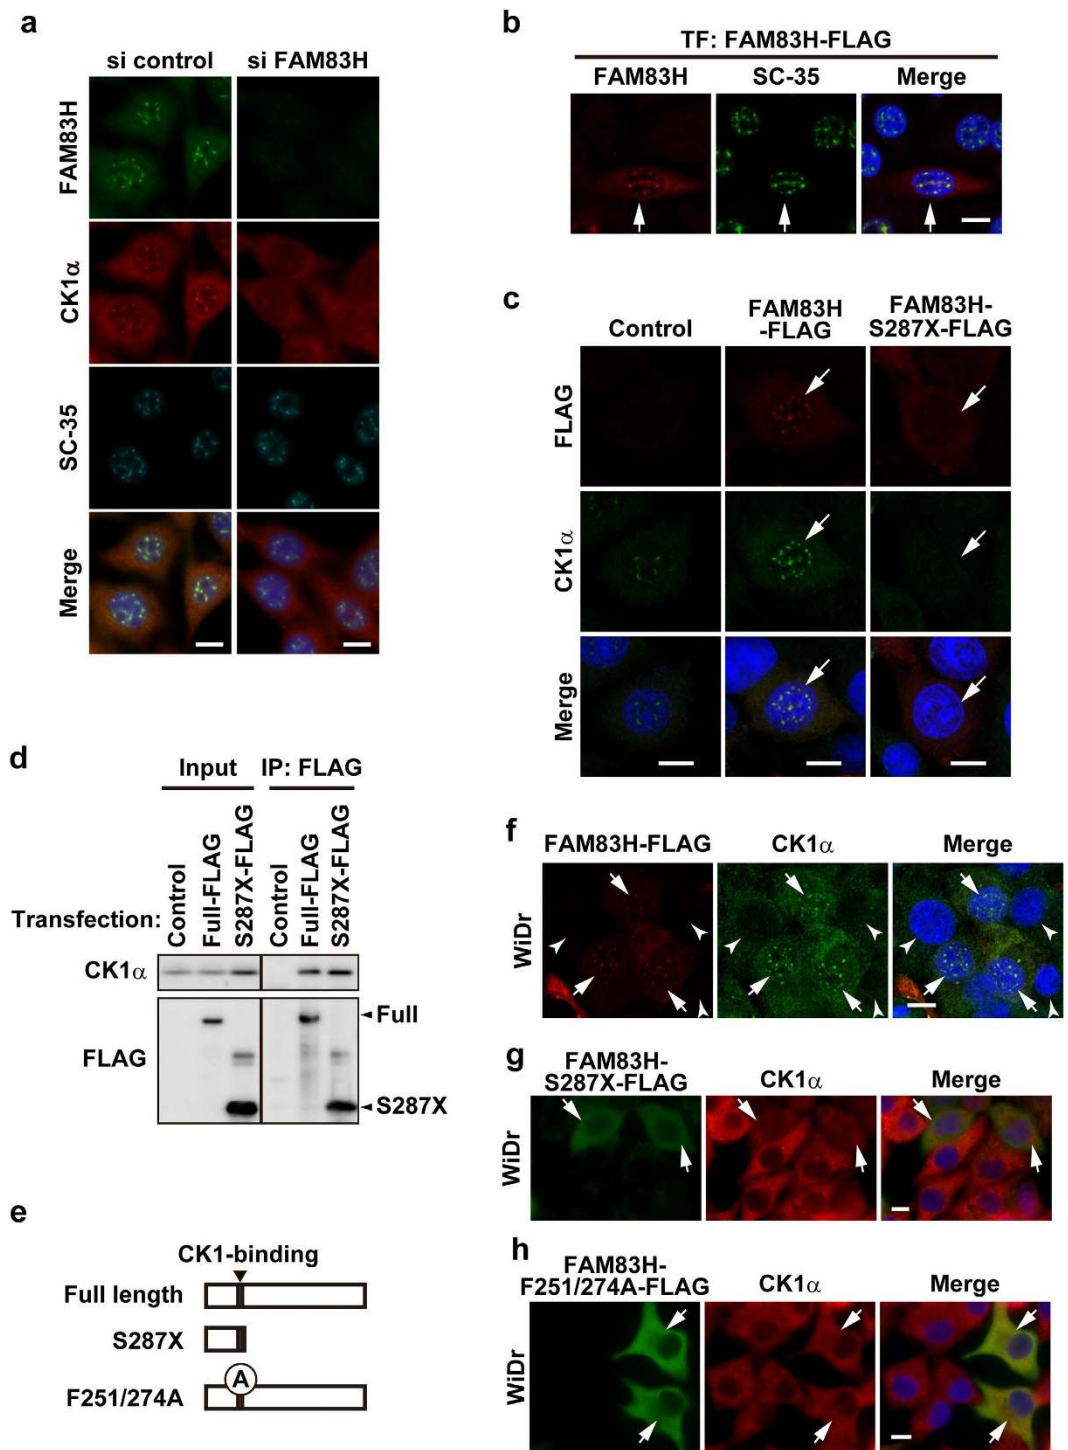 a
si control
si FAM83H
FAM83H
CK1α
SC-35
Merge
b
TF: FAM83H-FLAG
FAM83H
SC-35
Merge
c
Control
FAM83H
-FLAG
FAM83H-
S287X-FLAG
FLAG
CK1α
Merge
d
Input
IP: FLAG
Transfection:
Control
Full-FLAG
S287X-FLAG
Control
Full-FLAG
S287X-FLAG
CK1α
FLAG
Full
S287X
e
CK1-binding
Full length
S287X
A
F251/274A
f
FAM83H-FLAG
CK1α
Merge
WiDr
g
FAM83H-
S287X-FLAG
CK1α
Merge
WiDr
h
FAM83H-
F251/274A-FLAG
CK1α
Merge
WiDr